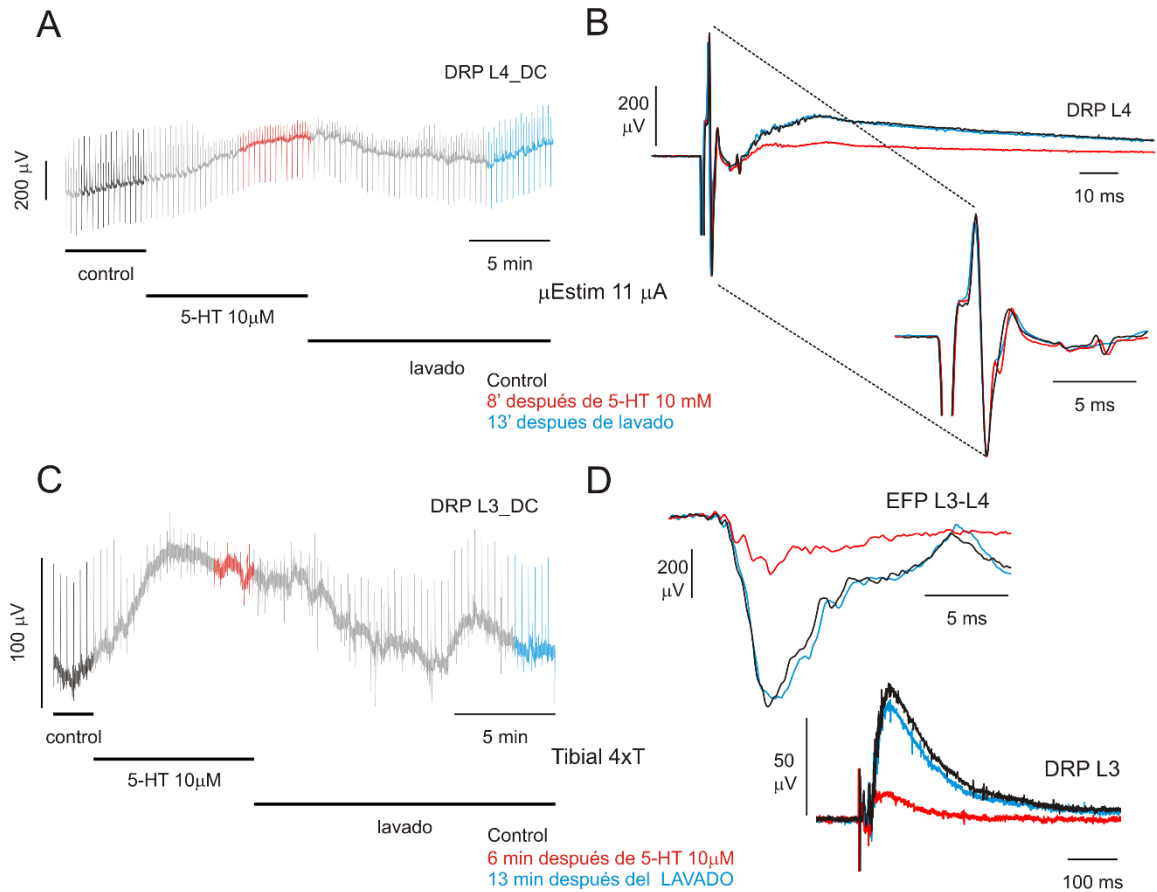 A
DRP L4_DC
200 μV
5 min
control
5-HT 10μM
lavado
μEstim 11 μA
Control
8' después de 5-HT 10 mM
13' despues de lavado
B
200
μV
DRP L4
10 ms
5 ms
C
DRP L3_DC
100 μV
5 min
control
5-HT 10μM
lavado
Tibial 4xT
Control
6 min después de 5-HT 10μM
13 min después del LAVADO
D
EFP L3-L4
200
μV
5 ms
50
μV
DRP L3
100 ms